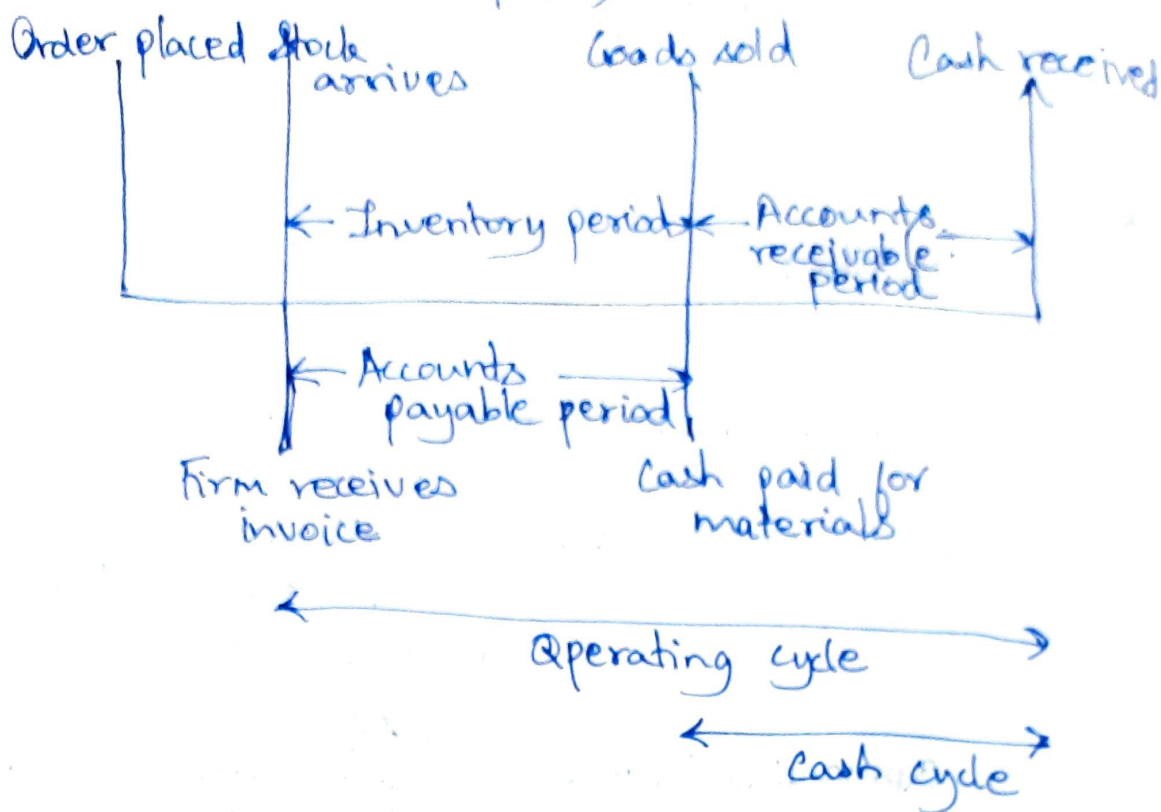 Order placed Stock arrives
Goods sold
Cash received
Inventory period
Accounts receivable period
Accounts payable period
Firm receives invoice
Cash paid for materials
Operating cycle
Cash cycle